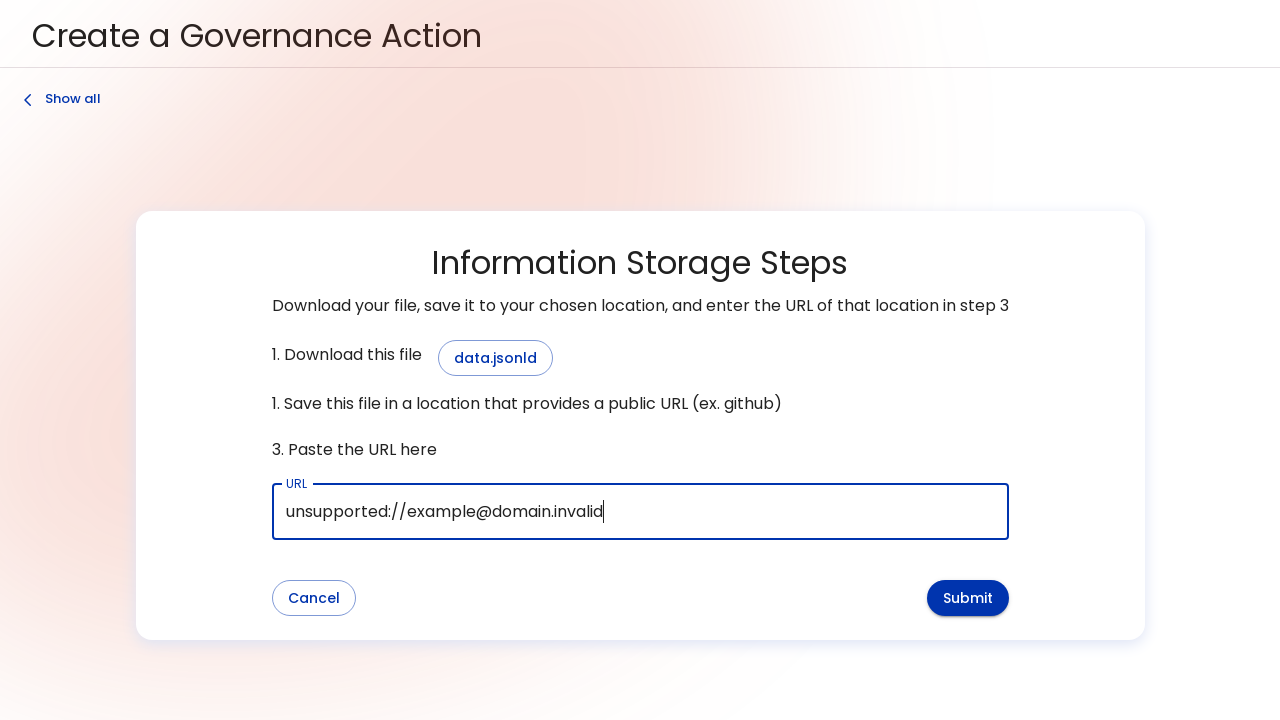 Create a Governance Action
Show all
Information Storage Steps
Download your file, save it to your chosen location, and enter the URL of that location in step 3
1. Download this file data.jsonld
1. Save this file in a location that provides a public URL (ex. github)
3. Paste the URL here
URL
unsupported://example@domain.invalid
Cancel Submit